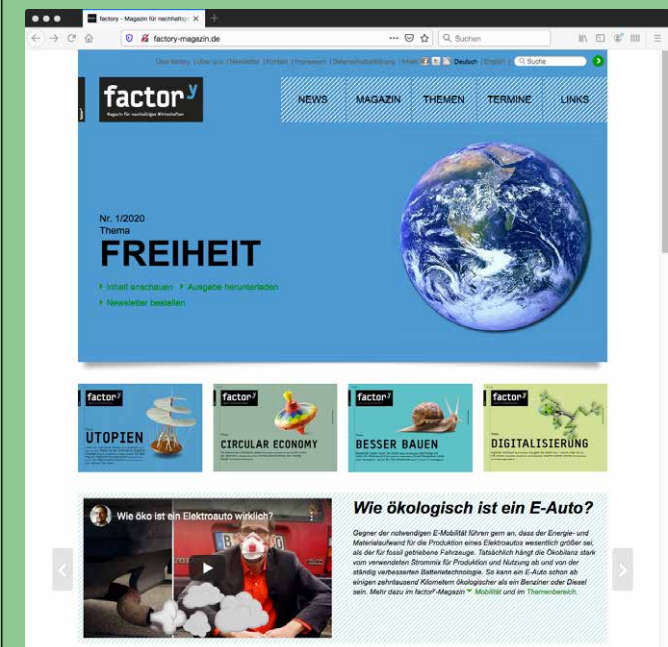 factory - Magazin für nachhaltig
factory-magazin.de
Suchen
Über factory | Über uns | Newsletter | Kontakt | Impressum | Datenschutzerklärung | Inhalt
Deutsch | English |
Suche
factory
Magazin für nachhaltiges Wirtschaften
NEWS
MAGAZIN
THEMEN
TERMINE
LINKS
Nr. 1/2020
Thema
FREIHEIT
Inhalt anschauen
Ausgabe herunterladen
Newsletter bestellen
factory
UTOPIEN
factory
CIRCULAR ECONOMY
factory
BESSER BAUEN
factory
DIGITALISIERUNG
Wie öko ist ein Elektroauto wirklich?
Wie ökologisch ist ein E-Auto?
Gegner der notwendigen E-Mobilität führen gern an, dass der Energie- und
Materialaufwand für die Produktion eines Elektroautos wesentlich größer sei,
als der für fossil getriebene Fahrzeuge. Tatsächlich hängt die Ökobilanz stark
vom verwendeten Strommix für Produktion und Nutzung ab und von der
ständig verbesserten Batterietechnologie. So kann ein E-Auto schon ab
einigen zehntausend Kilometern ökologischer als ein Benziner oder Diesel
sein. Mehr dazu im factory-Magazin Mobilität und im Themenbereich.